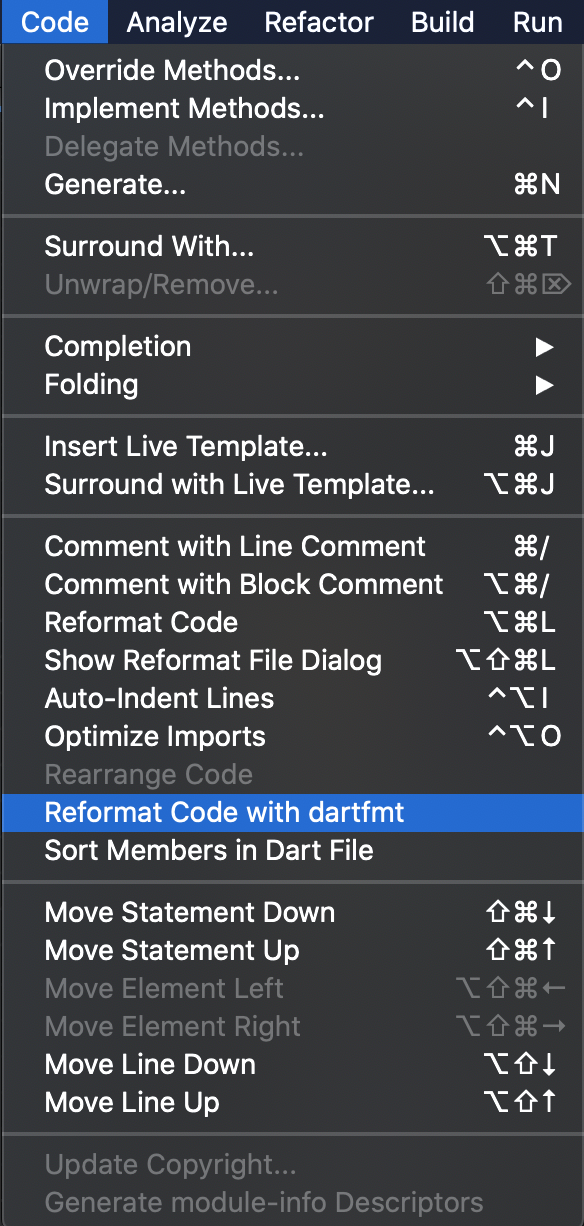 Code Analyze Refactor Build Run
Override Methods... ^O
Implement Methods... ^I
Delegate Methods...
Generate... ⌘N
Surround With... ⌥⌘T
Unwrap/Remove... ⇧⌘⌦
Completion ▶
Folding ▶
Insert Live Template... ⌘J
Surround with Live Template... ⌥⌘J
Comment with Line Comment ⌘/
Comment with Block Comment ⌥⌘/
Reformat Code ⌥⌘L
Show Reformat File Dialog ⌥⇧⌘L
Auto-Indent Lines ^⌥I
Optimize Imports ^⌥O
Rearrange Code
Reformat Code with dartfmt
Sort Members in Dart File
Move Statement Down ⇧⌘↓
Move Statement Up ⇧⌘↑
Move Element Left ⌥⇧⌘←
Move Element Right ⌥⇧⌘→
Move Line Down ⌥⇧↓
Move Line Up ⌥⇧↑
Update Copyright...
Generate module-info Descriptors